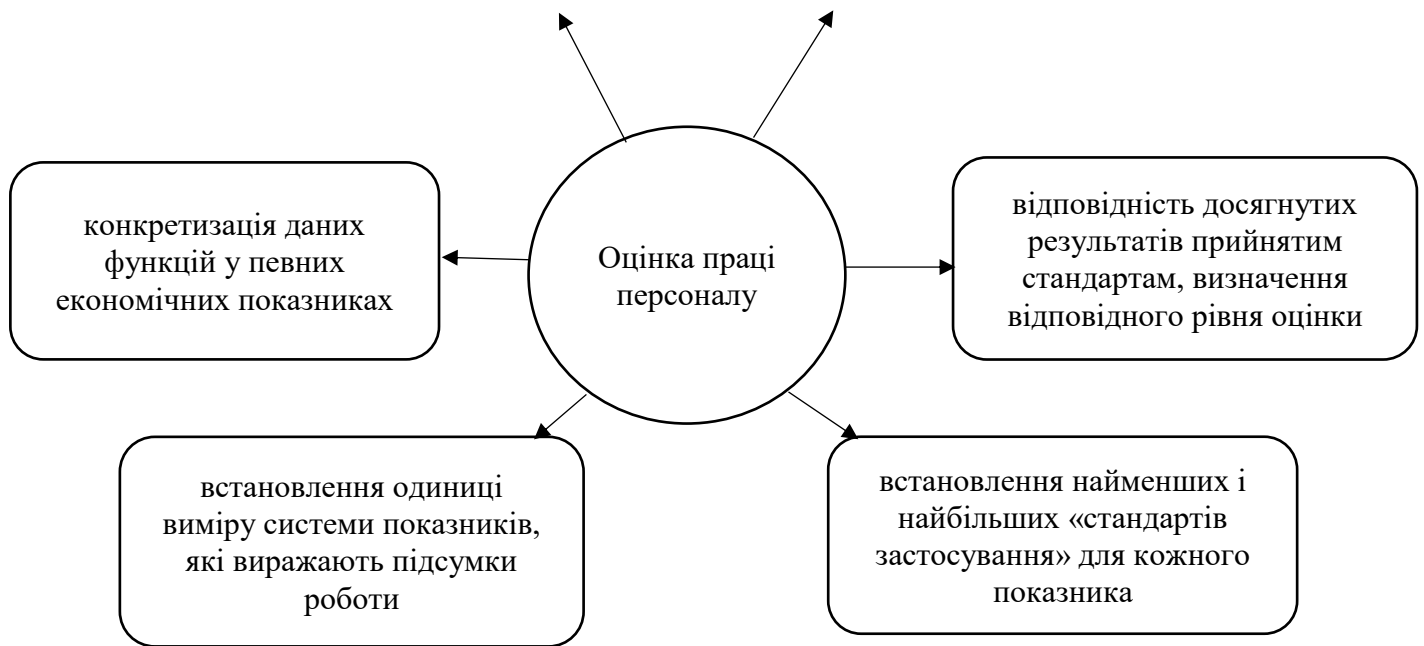 конкретизація даних
функцій у певних
економічних показниках
Оцінка праці
персоналу
відповідність досягнутих
результатів прийнятим
стандартам, визначення
відповідного рівня оцінки
встановлення одиниці
виміру системи показників,
які виражають підсумки
роботи
встановлення найменших і
найбільших «стандартів
застосування» для кожного
показника